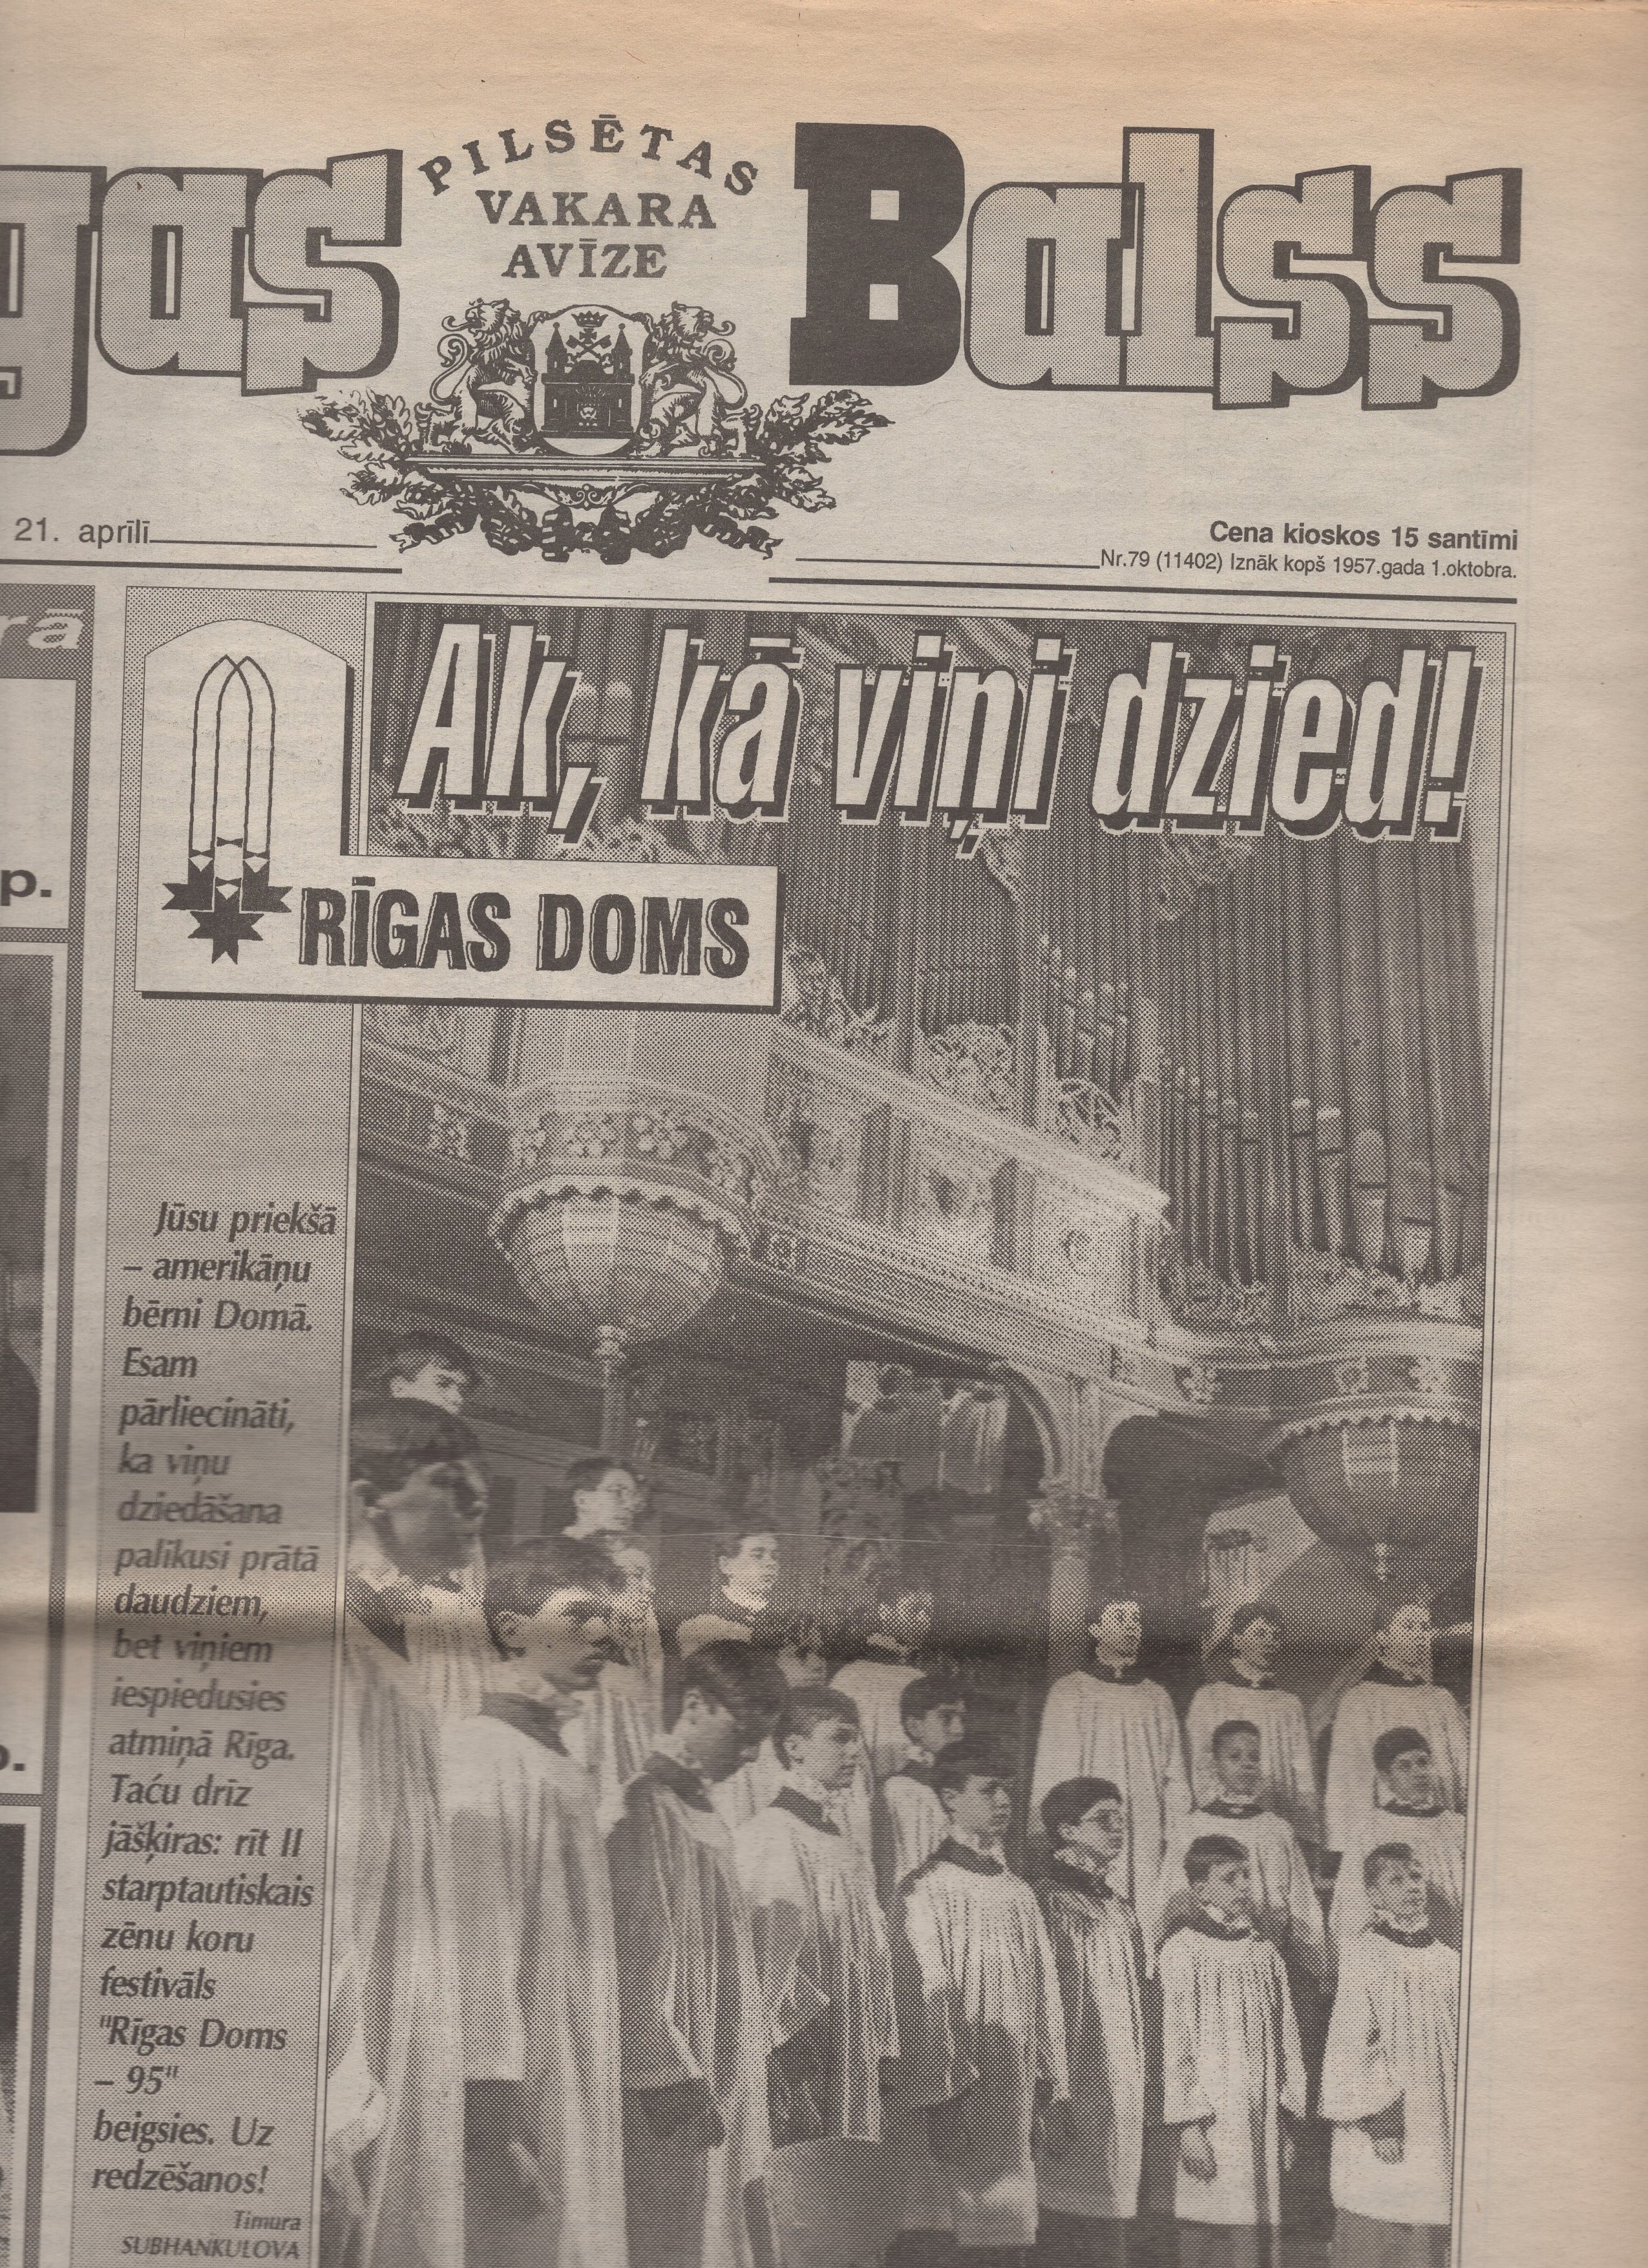 gas Balss
PILSĒTAS
VAKARA
AVĪZE
21. aprīlī
Cena kioskos 15 santīmi
Nr.79 (11402) Iznāk kopš 1957.gada 1.oktobra.
rā
p.
Ak, kā viņi dzied!
RĪGAS DOMS
Jūsu priekšā
– amerikāņu
bērni Domā.
Esam
pārliecināti,
ka viņu
dziedāšana
palikusi prātā
daudziem,
bet viņiem
iespiedusies
atmiņā Rīga.
Taću drīz
jāšķiras: rīt II
starptautiskais
zēnu koru
festivāls
"Rīgas Doms
– 95"
beigsies. Uz
redzēšanos!
Timura
SUBHANKULOVA
p.